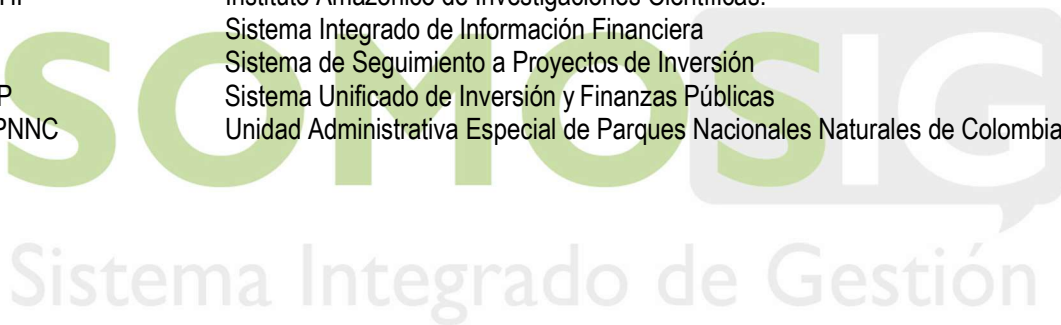 Instituto Amazónico de Investigaciones Científicas.
Sistema Integrado de Información Financiera
Sistema de Seguimiento a Proyectos de Inversión
P Sistema Unificado de Inversión y Finanzas Públicas
PNNC Unidad Administrativa Especial de Parques Nacionales Naturales de Colombia
SOMOSIG
Sistema Integrado de Gestión